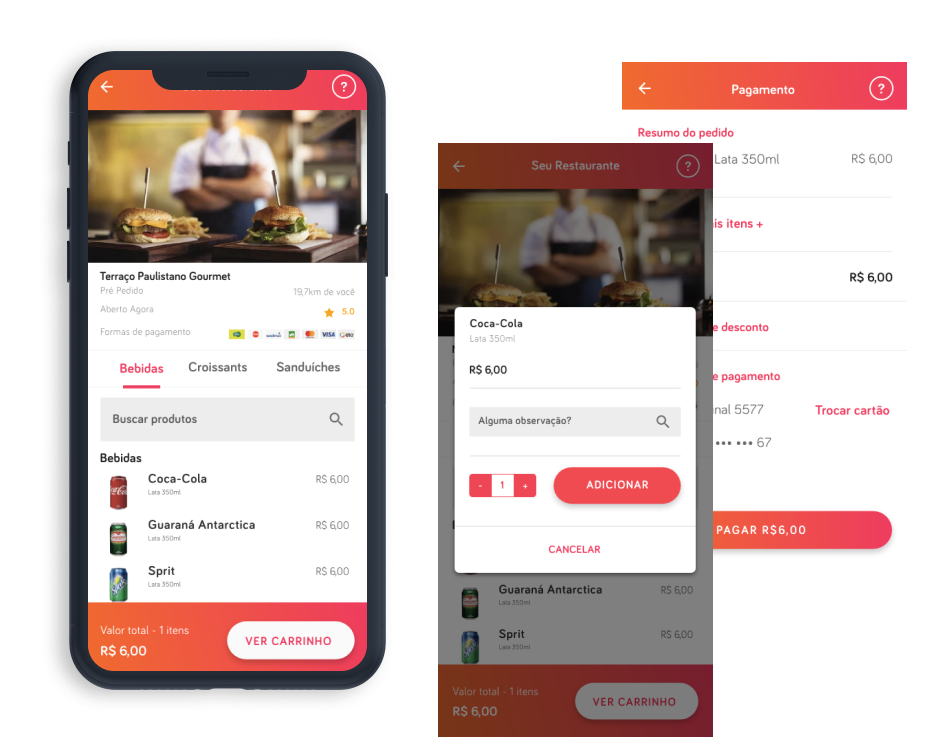 ?
Terraço Paulistano Gourmet
Pré Pedido
19,7km de você
Aberto Agora
5.0
Formas de pagamento
VISA
Bebidas
Croissants
Sanduíches
Buscar produtos
Bebidas
Coca-Cola
R$ 6,00
Lata 350ml
Guaraná Antarctica
R$ 6,00
Lata 350ml
Sprit
R$ 6,00
Lata 350ml
Valor total - 1 itens
R$ 6,00
VER CARRINHO
Seu Restaurante
?
Coca-Cola
Lata 350ml
R$ 6,00
Alguma observação?
- 1 +
ADICIONAR
CANCELAR
Guaraná Antarctica
R$ 6,00
Lata 350ml
Sprit
R$ 6,00
Lata 350ml
Valor total - 1 itens
R$ 6,00
VER CARRINHO
Pagamento
?
Resumo do pedido
Lata 350ml
R$ 6,00
itens +
R$ 6,00
desconto
pagamento
5577
Trocar cartão
••• ••• 67
PAGAR R$6,00